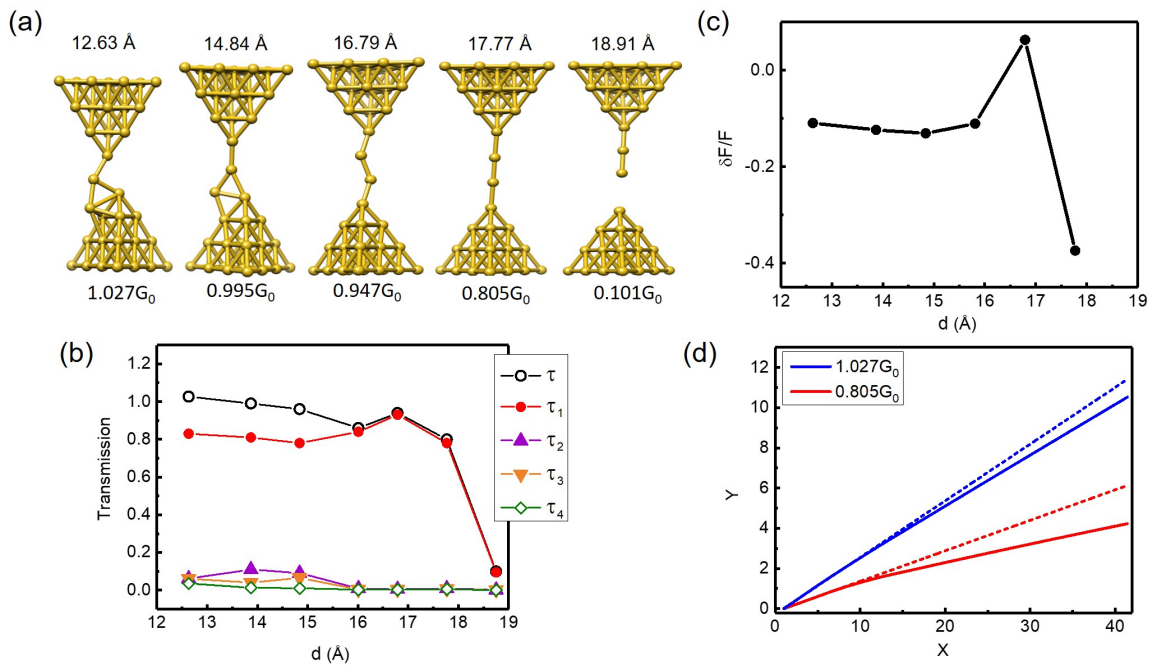 (a)
12.63 Å 14.84 Å 16.79 Å 17.77 Å 18.91 Å
1.027G₀ 0.995G₀ 0.947G₀ 0.805G₀ 0.101G₀
(b)
Transmission
1.2
1.0
0.8
0.6
0.4
0.2
0.0
12 13 14 15 16 17 18 19
d (Å)
τ
τ₁
τ₂
τ₃
τ₄
(c)
δF/F
0.0
-0.2
-0.4
12 13 14 15 16 17 18 19
d (Å)
(d)
1.027G₀
0.805G₀
Y
12
10
8
6
4
2
0
0 10 20 30 40
X